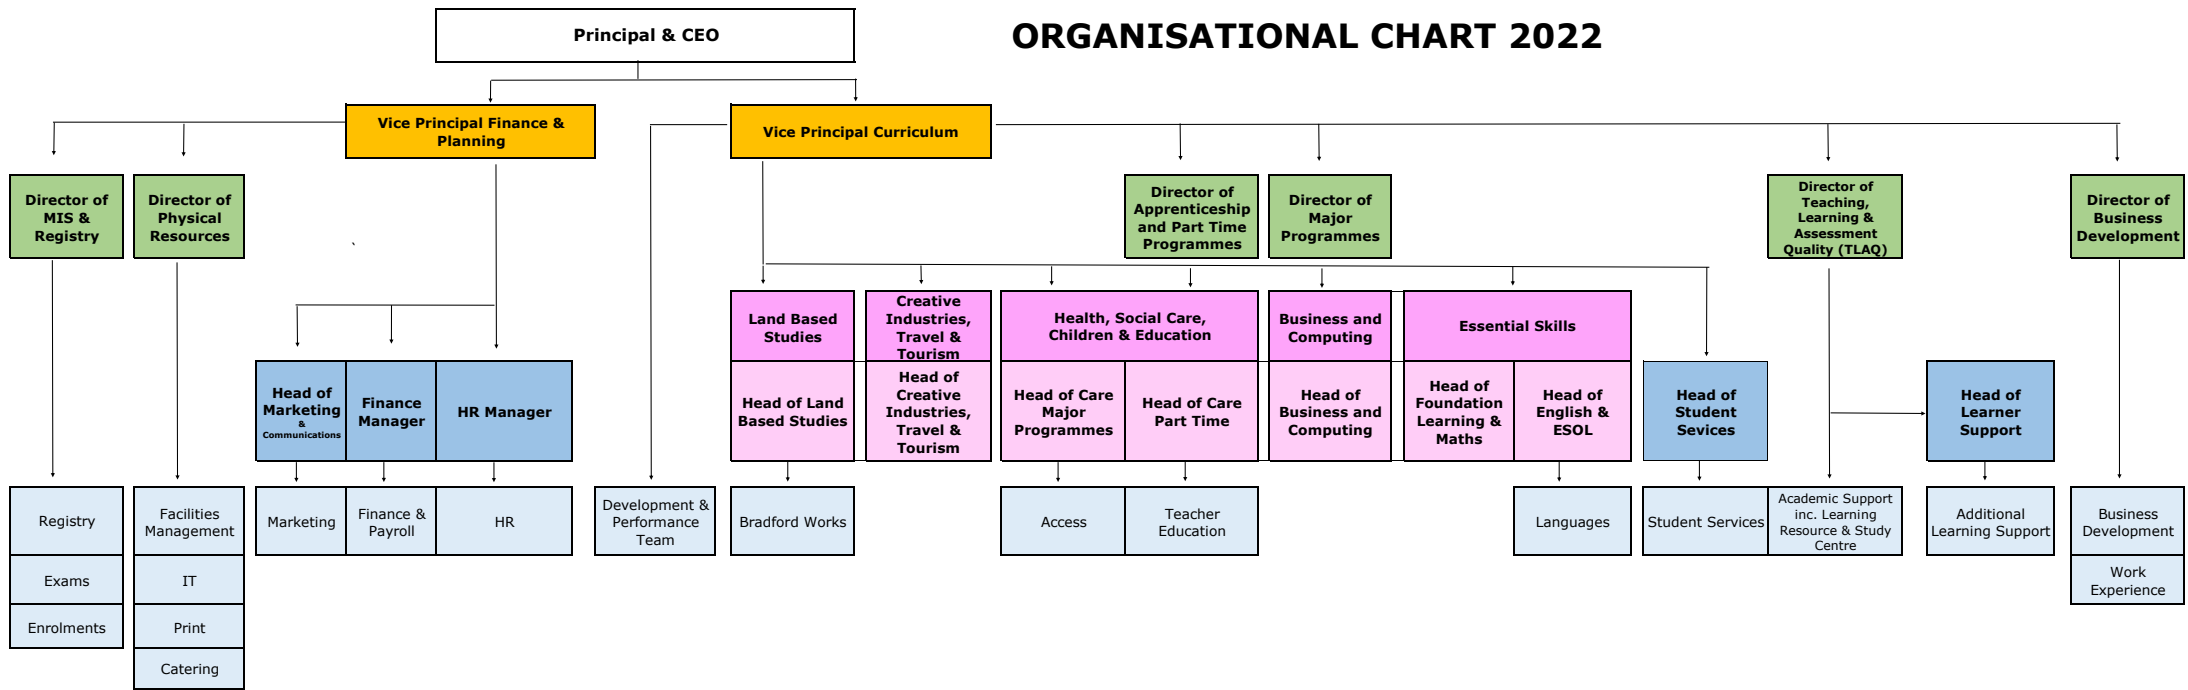 Principal & CEO
ORGANISATIONAL CHART 2022
Vice Principal Finance &
Planning
Vice Principal Curriculum
Director of
MIS &
Registry
Director of
Physical
Resources
Director of
Apprenticeship
and Part Time
Programmes
Director of
Major
Programmes
Director of
Teaching,
Learning &
Assessment
Quality (TLAQ)
Director of
Business
Development
Land Based
Studies
Creative
Industries,
Travel &
Tourism
Health, Social Care,
Children & Education
Business and
Computing
Essential Skills
Head of
Marketing
&
Communications
Finance
Manager
HR Manager
Head of Land
Based Studies
Head of
Creative
Industries,
Travel &
Tourism
Head of Care
Major
Programmes
Head of Care
Part Time
Head of
Business and
Computing
Head of
Foundation
Learning &
Maths
Head of
English &
ESOL
Head of
Student
Sevices
Head of
Learner
Support
Registry
Facilities
Management
Marketing
Finance &
Payroll
HR
Development &
Performance
Team
Bradford Works
Access
Teacher
Education
Languages
Student Services
Academic Support
inc. Learning
Resource & Study
Centre
Additional
Learning Support
Business
Development
Exams
IT
Work
Experience
Enrolments
Print
Catering